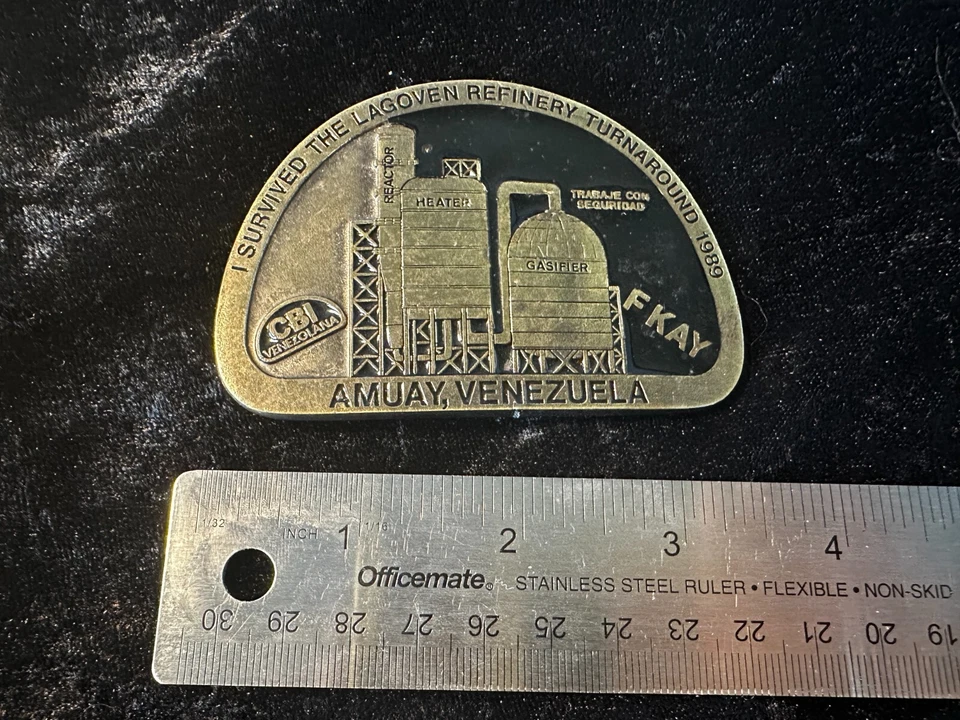 I SURVIVED THE LAGOVEN REFINERY TURNAROUND 1989
REACTOR
HEATER
TRABAJE CON
SEGURIDAD
GASIFIER
CBI
VENEZOLANA
F KAY
AMUAY, VENEZUELA
1/32 INCH 1 1/16 2 3 4
Officemate® STAINLESS STEEL RULER • FLEXIBLE • NON-SKID
30 29 28 27 26 25 24 23 22 21 20 19